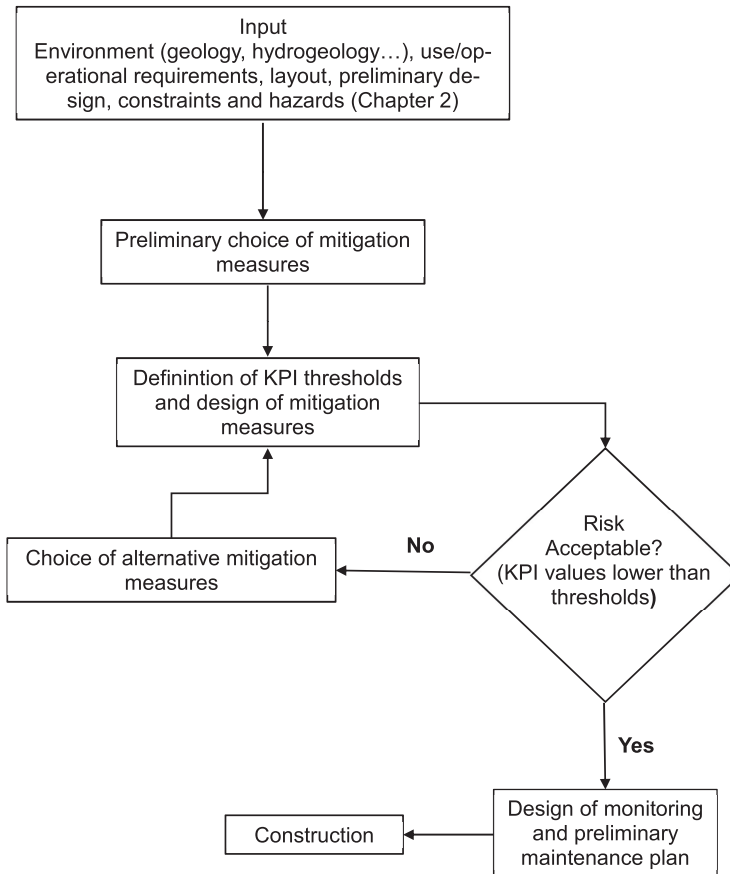 Input
Environment (geology, hydrogeology…), use/op-
erational requirements, layout, preliminary de-
sign, constraints and hazards (Chapter 2)
Preliminary choice of mitigation
measures
Definintion of KPI thresholds
and design of mitigation
measures
Risk
Acceptable?
(KPI values lower than
thresholds)
No
Choice of alternative mitigation
measures
Yes
Design of monitoring
and preliminary
maintenance plan
Construction